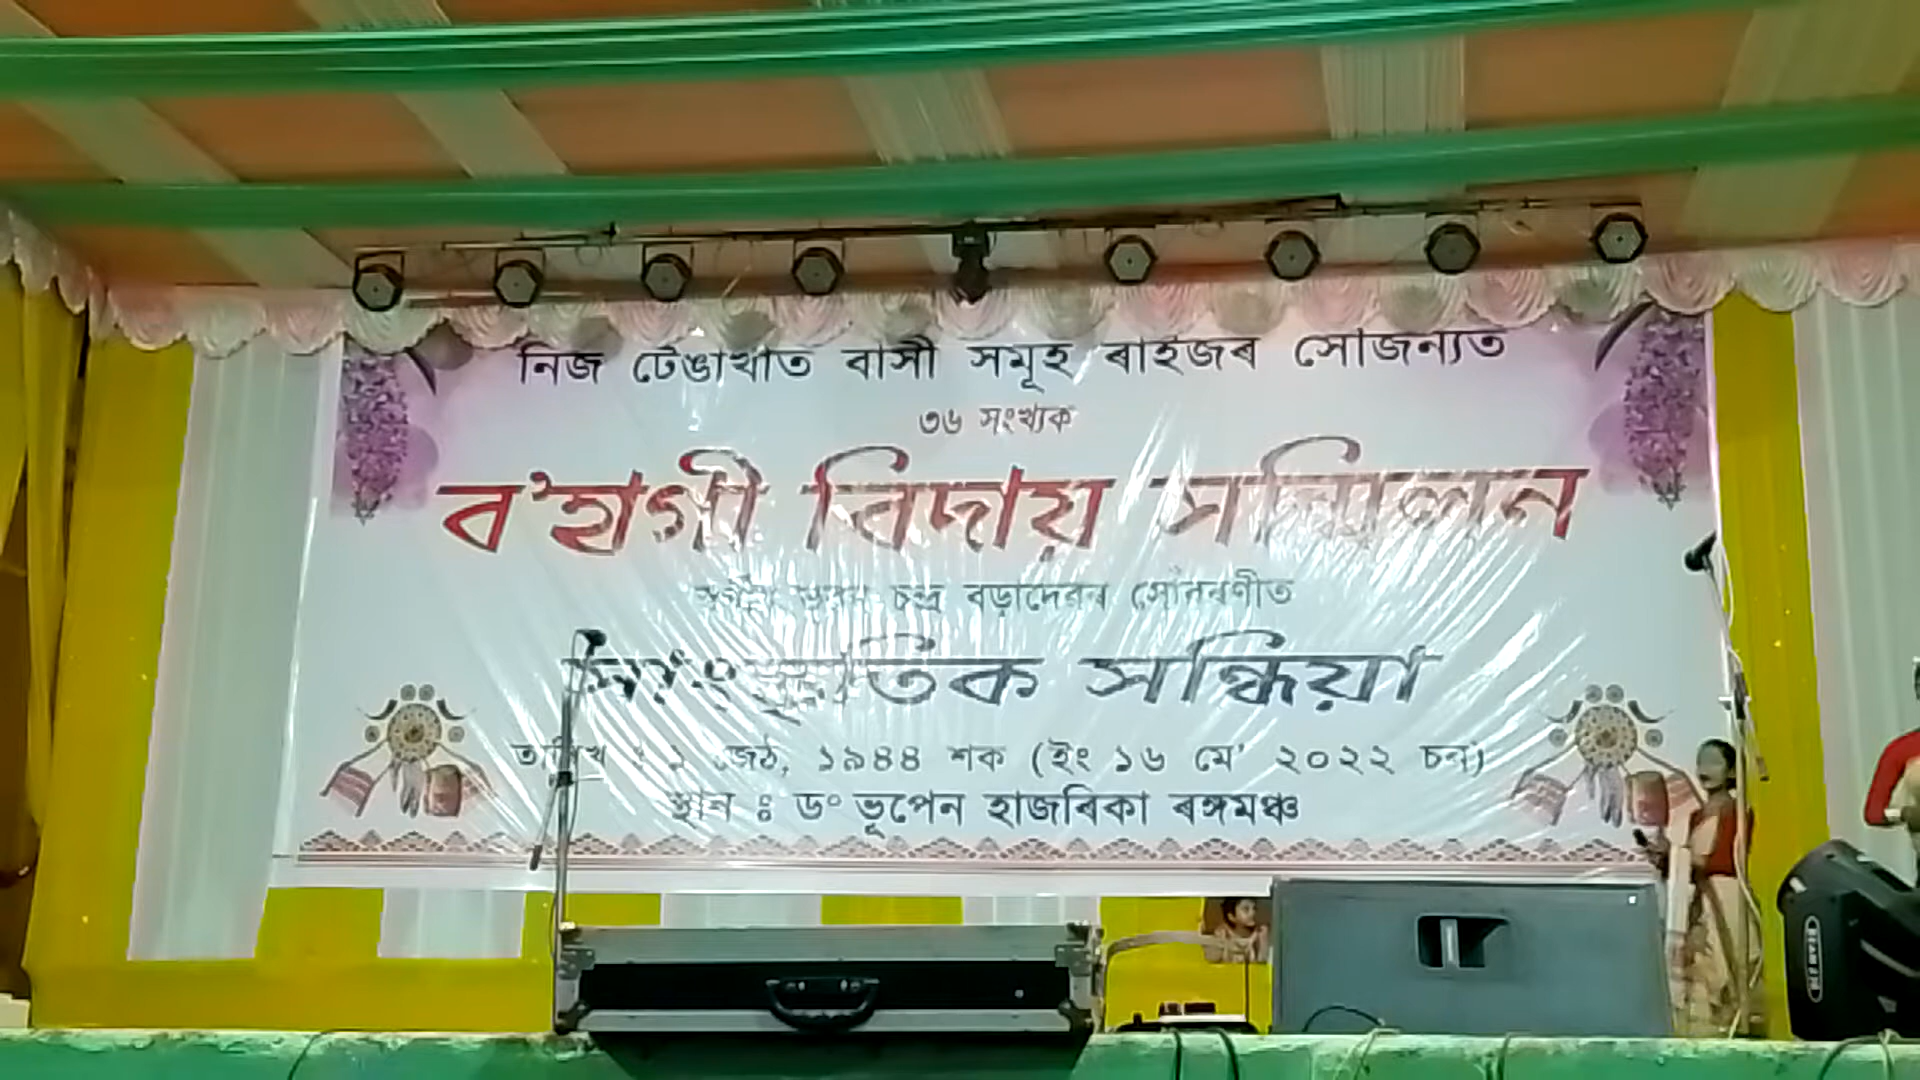 নিজ টেঙাখাত বাসী সমূহ ৰাইজৰ সৌজন্যত
৩৬ সংখ্যক
ব'হাগী বিদায় সন্মিলন
চন্দ্ৰ বড়াদেৱৰ সোঁৱৰণীত
সাংস্কৃতিক সন্ধিয়া
তাৰিখ : ১ জেঠ, ১৯৪৪ শক (ইং ১৬ মে' ২০২২ চন)
স্থান ঃ ড° ভূপেন হাজৰিকা ৰঙ্গমঞ্চ